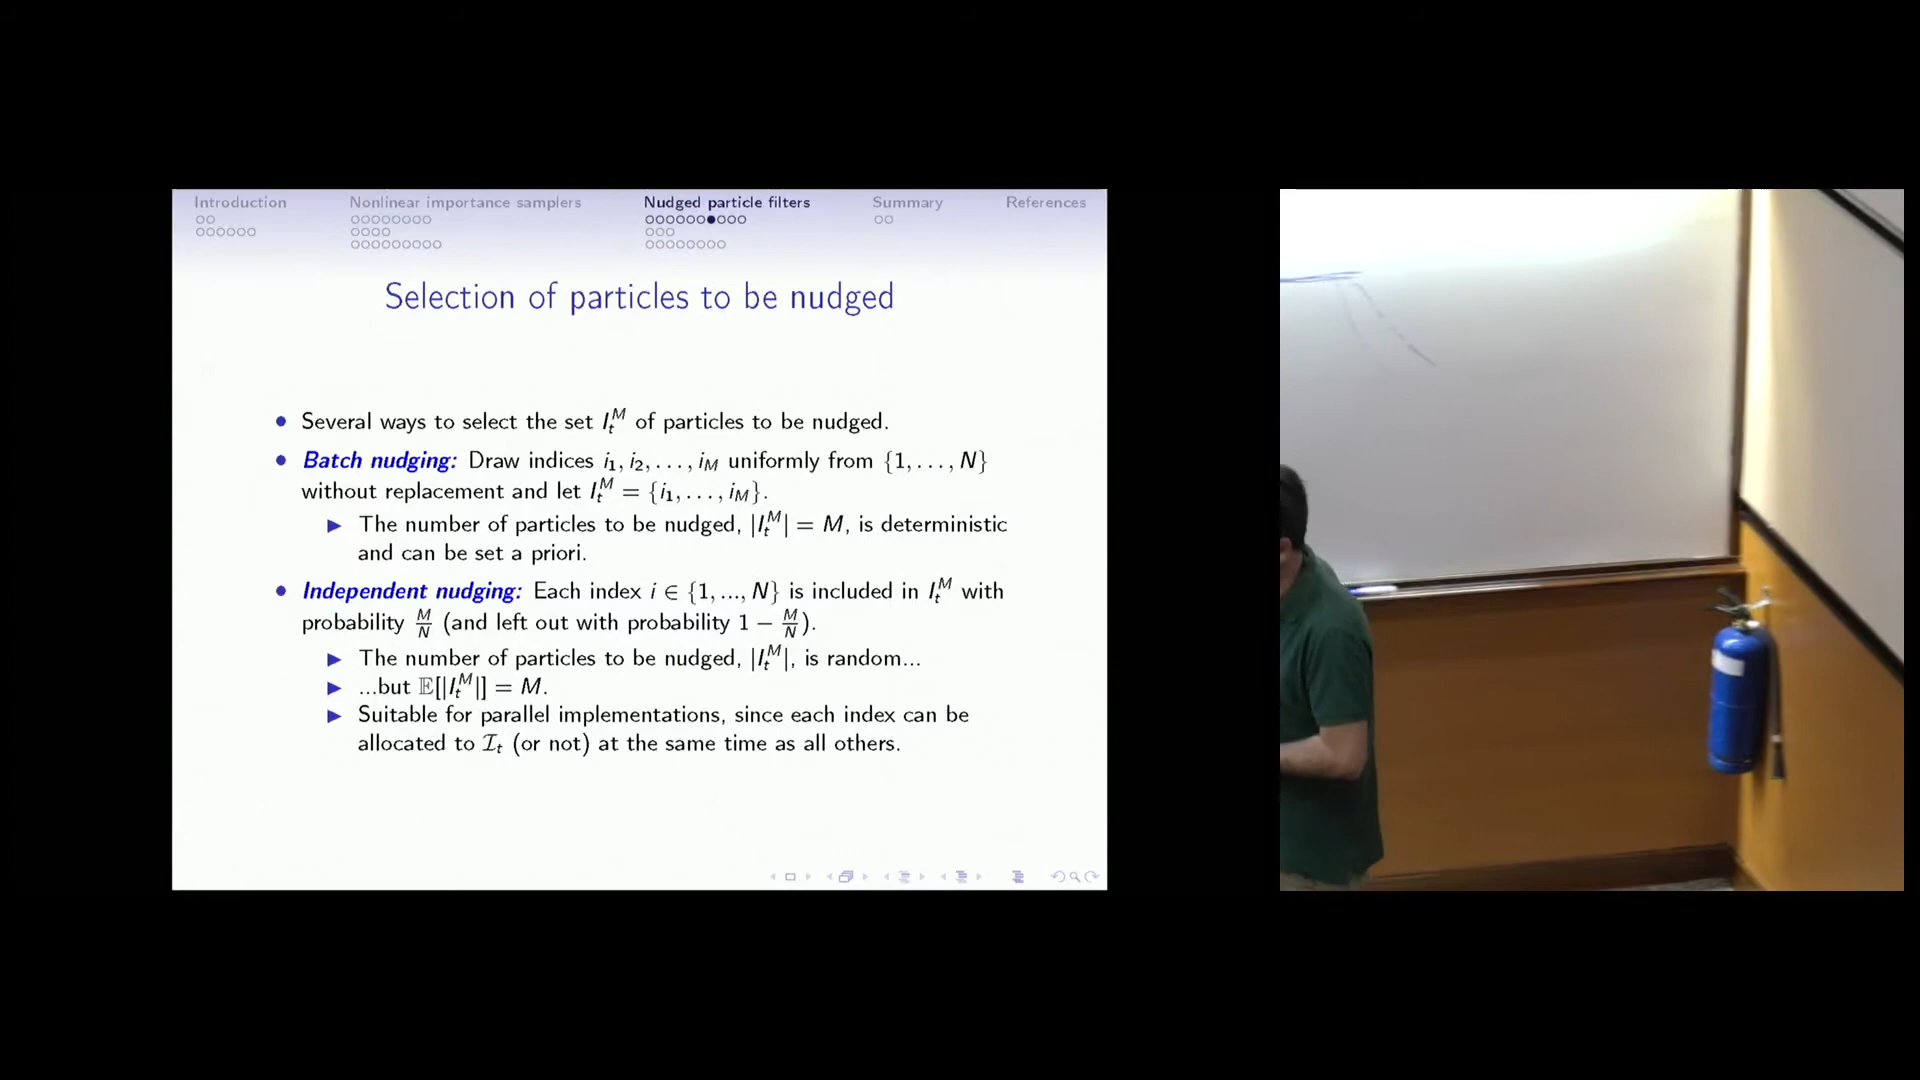 Introduction Nonlinear importance samplers Nudged particle filters Summary References
Selection of particles to be nudged
Several ways to select the set I_t^M of particles to be nudged.
Batch nudging: Draw indices i₁, i₂, . . . , i_M uniformly from {1, . . . , N}
without replacement and let I_t^M = {i₁, . . . , i_M}.
The number of particles to be nudged, |I_t^M| = M, is deterministic
and can be set a priori.
Independent nudging: Each index i ∈ {1, ..., N} is included in I_t^M with
probability M/N (and left out with probability 1 − M/N).
The number of particles to be nudged, |I_t^M|, is random...
...but 𝔼[|I_t^M|] = M.
Suitable for parallel implementations, since each index can be
allocated to ℐ_t (or not) at the same time as all others.